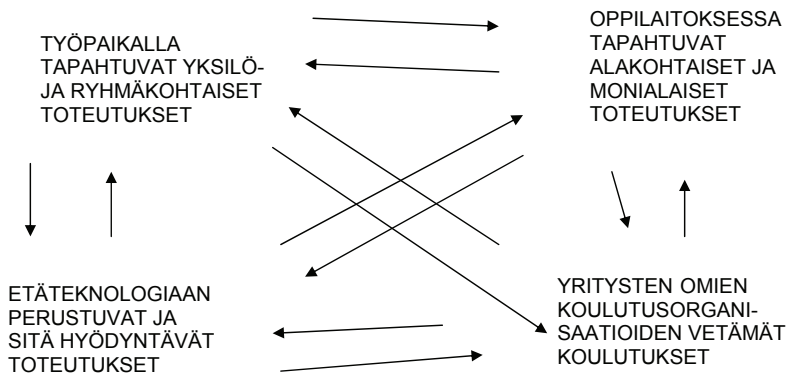 TYÖPAIKALLA
TAPAHTUVAT YKSILÖ-
JA RYHMÄKOHTAISET
TOTEUTUKSET
OPPILAITOKSESSA
TAPAHTUVAT
ALAKOHTAISET JA
MONIALAISET
TOTEUTUKSET
ETÄTEKNOLOGIAAN
PERUSTUVAT JA
SITÄ HYÖDYNTÄVÄT
TOTEUTUKSET
YRITYSTEN OMIEN
KOULUTUSORGANI-
SAATIOIDEN VETÄMÄT
KOULUTUKSET